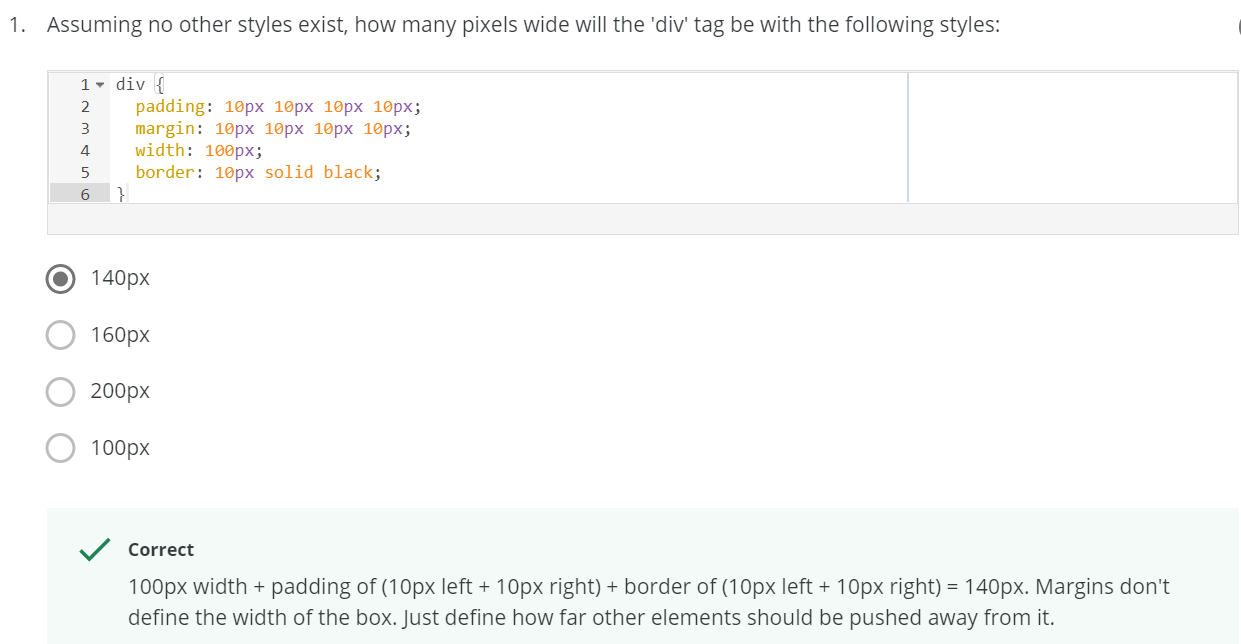 1. Assuming no other styles exist, how many pixels wide will the 'div' tag be with the following styles:
1 div {
2 padding: 10px 10px 10px 10px;
3 margin: 10px 10px 10px 10px;
4 width: 100px;
5 border: 10px solid black;
6 }
140px
160px
200px
100px
Correct
100px width + padding of (10px left + 10px right) + border of (10px left + 10px right) = 140px. Margins don't
define the width of the box. Just define how far other elements should be pushed away from it.